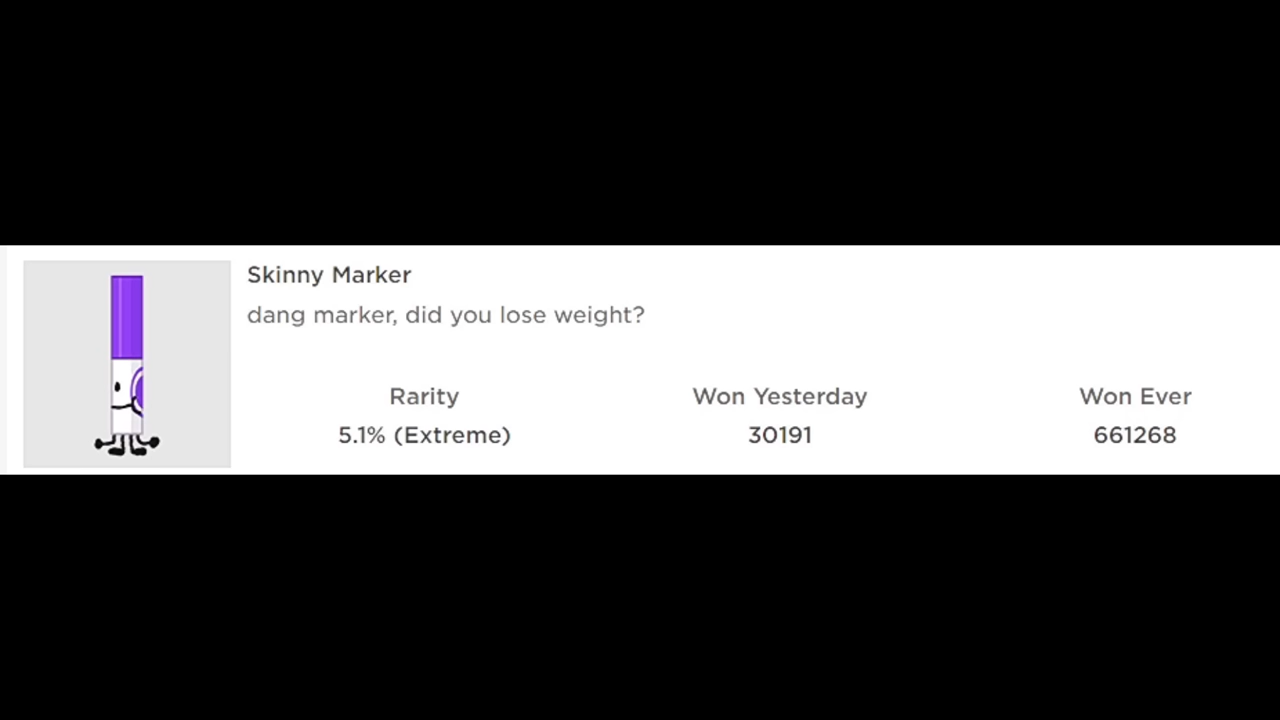 Skinny Marker
dang marker, did you lose weight?
Rarity Won Yesterday Won Ever
5.1% (Extreme) 30191 661268